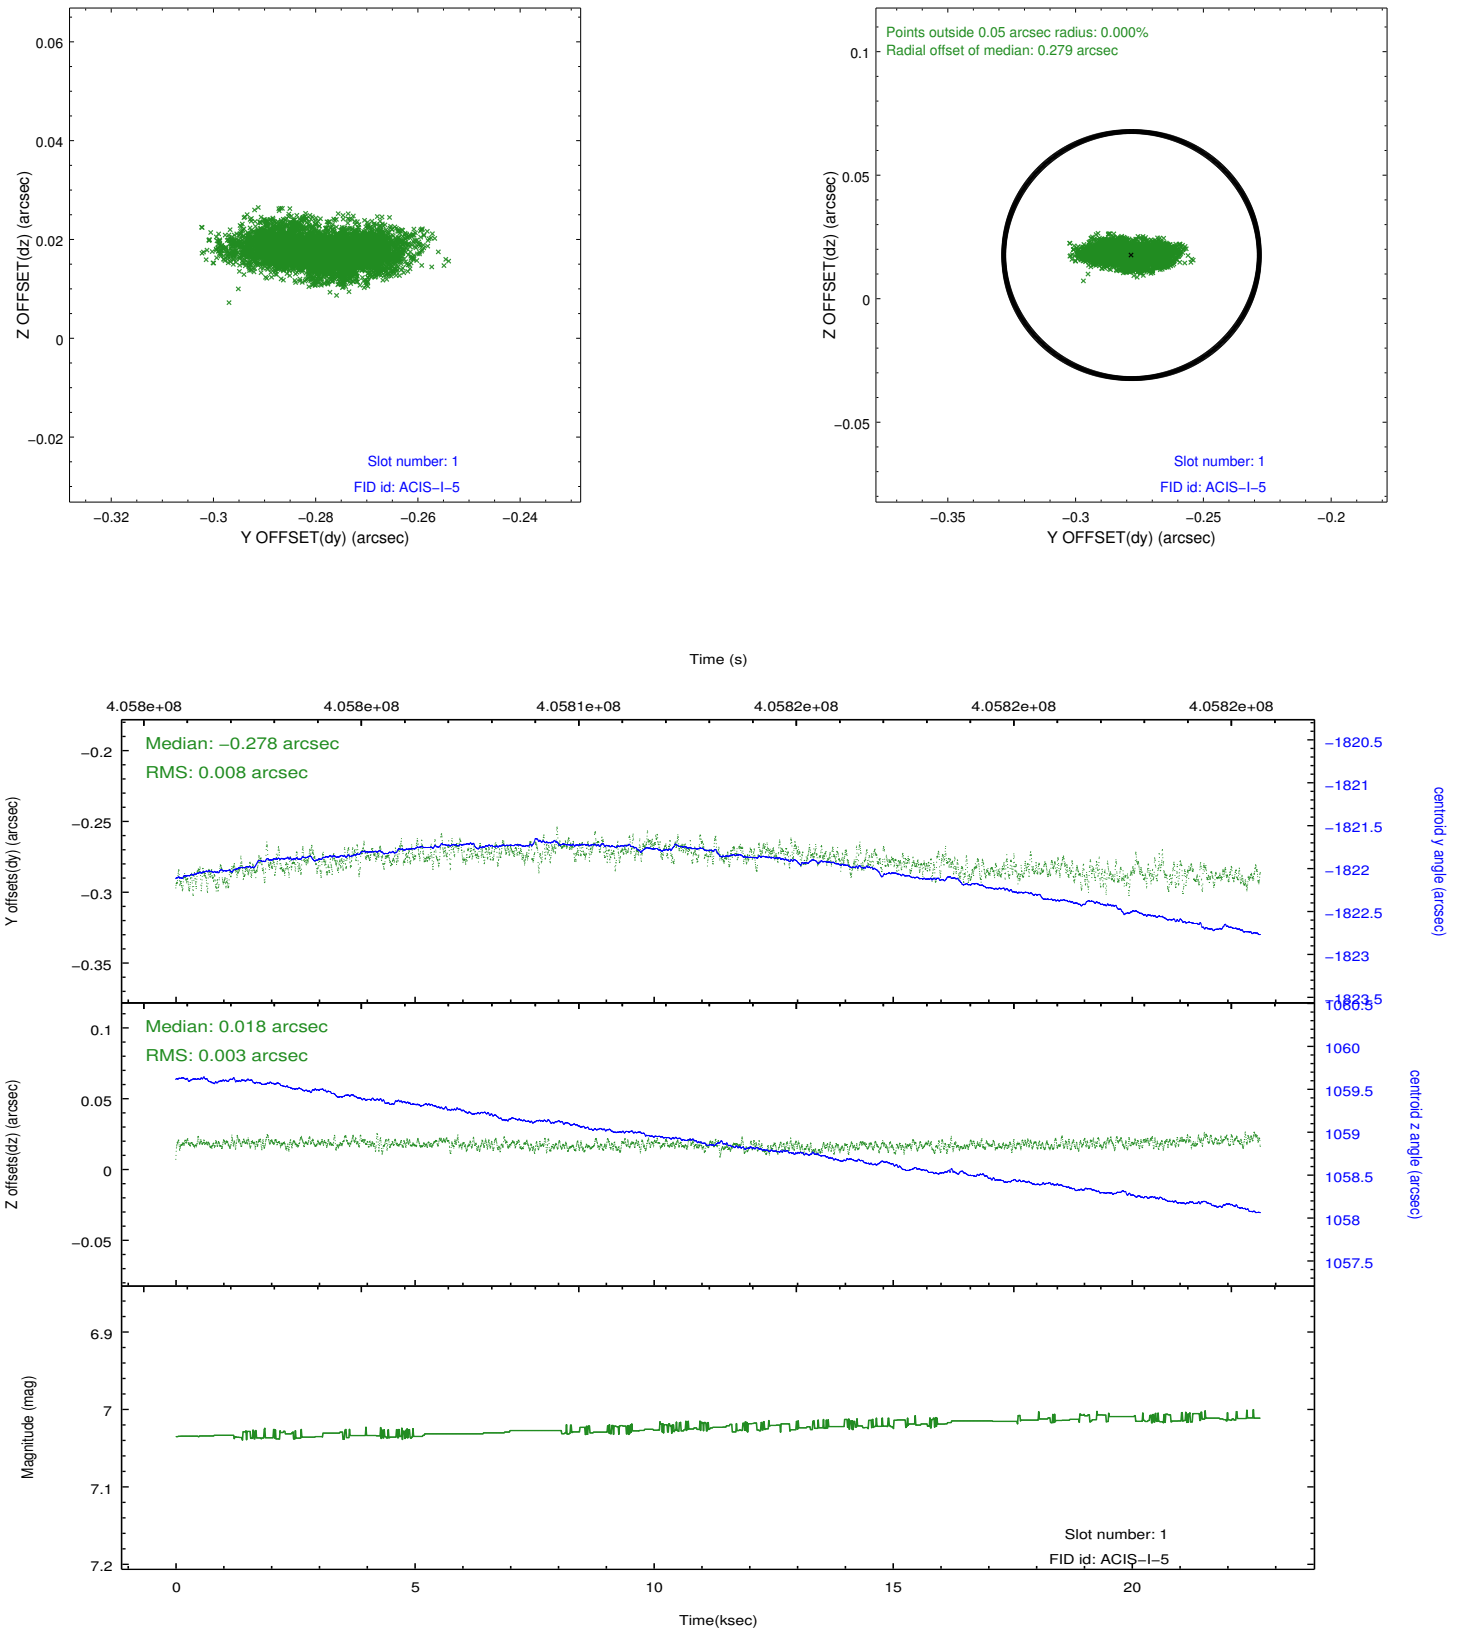 0.06
0.04
0.02
0
−0.02
Z OFFSET(dz) (arcsec)
Slot number: 1
FID id: ACIS−I−5
−0.32 −0.3 −0.28 −0.26 −0.24
Y OFFSET(dy) (arcsec)
Points outside 0.05 arcsec radius: 0.000%
Radial offset of median: 0.279 arcsec
0.1
0.05
0
−0.05
Z OFFSET(dz) (arcsec)
Slot number: 1
FID id: ACIS−I−5
−0.35 −0.3 −0.25 −0.2
Y OFFSET(dy) (arcsec)
Time (s)
4.058e+08 4.058e+08 4.0581e+08 4.0582e+08 4.0582e+08 4.0582e+08
Median: −0.278 arcsec
RMS: 0.008 arcsec
−0.2
−0.25
−0.3
−0.35
Y offsets(dy) (arcsec)
−1820.5
−1821
−1821.5
−1822
−1822.5
−1823
−1823.5
centroid y angle (arcsec)
Median: 0.018 arcsec
RMS: 0.003 arcsec
0.1
0.05
0
−0.05
Z offsets(dz) (arcsec)
1060.5
1060
1059.5
1059
1058.5
1058
1057.5
centroid z angle (arcsec)
6.9
7
7.1
7.2
Magnitude (mag)
Slot number: 1
FID id: ACIS−I−5
0 5 10 15 20
Time(ksec)